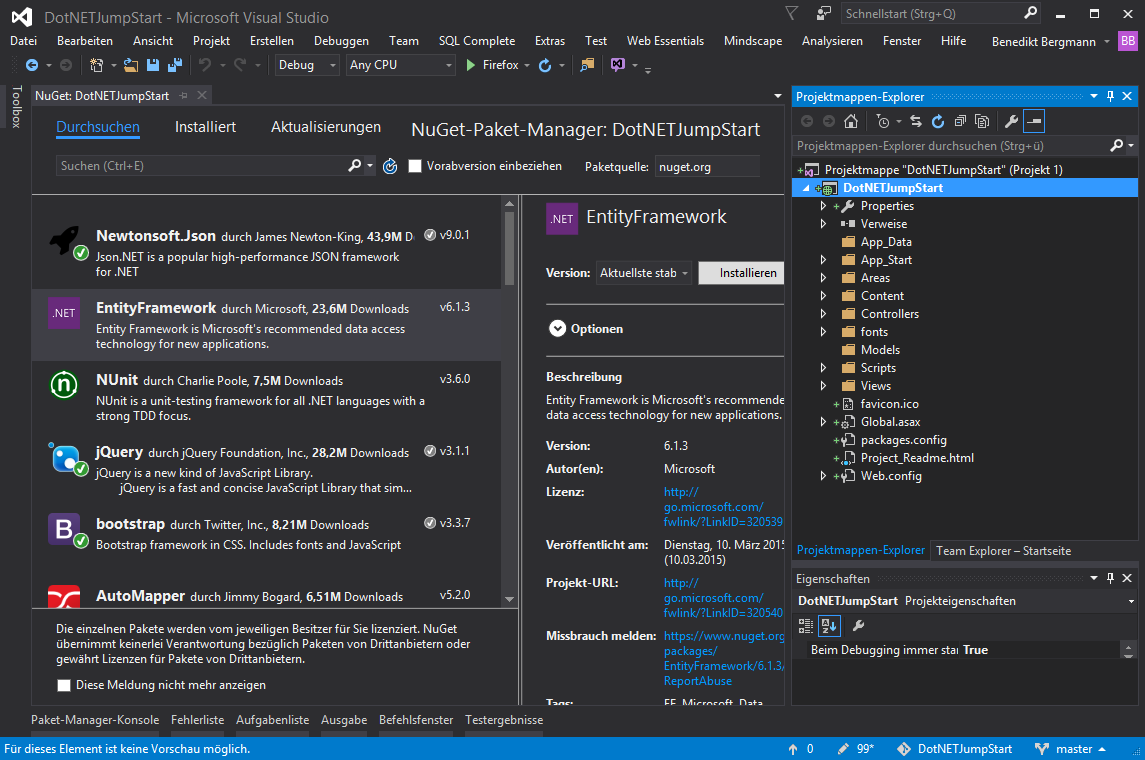 DotNETJumpStart - Microsoft Visual Studio
Schnellstart (Strg+Q)
Datei Bearbeiten Ansicht Projekt Erstellen Debuggen Team SQL Complete Extras Test Web Essentials Mindscape Analysieren Fenster Hilfe Benedikt Bergmann BB
Debug Any CPU Firefox
Toolbox
NuGet: DotNETJumpStart
Durchsuchen Installiert Aktualisierungen NuGet-Paket-Manager: DotNETJumpStart
Suchen (Ctrl+E) Vorabversion einbeziehen Paketquelle: nuget.org
Newtonsoft.Json durch James Newton-King, 43,9M D v9.0.1
Json.NET is a popular high-performance JSON framework
for .NET
.NET EntityFramework durch Microsoft, 23,6M Downloads v6.1.3
Entity Framework is Microsoft's recommended data access
technology for new applications.
n NUnit durch Charlie Poole, 7,5M Downloads v3.6.0
NUnit is a unit-testing framework for all .NET languages with a
strong TDD focus.
jQuery durch jQuery Foundation, Inc., 28,2M Downloads v3.1.1
jQuery is a new kind of JavaScript Library.
jQuery is a fast and concise JavaScript Library that sim...
B bootstrap durch Twitter, Inc., 8,21M Downloads v3.3.7
Bootstrap framework in CSS. Includes fonts and JavaScript
AutoMapper durch Jimmy Bogard, 6,51M Downloads v5.2.0
Die einzelnen Pakete werden vom jeweiligen Besitzer für Sie lizenziert. NuGet
übernimmt keinerlei Verantwortung bezüglich Paketen von Drittanbietern oder
gewährt Lizenzen für Pakete von Drittanbietern.
Diese Meldung nicht mehr anzeigen
.NET EntityFramework
Version: Aktuellste stab Installieren
Optionen
Beschreibung
Entity Framework is Microsoft's recommende
data access technology for new applications.
Version: 6.1.3
Autor(en): Microsoft
Lizenz: http://
go.microsoft.com/
fwlink/?LinkID=320539
Veröffentlicht am: Dienstag, 10. März 2015
(10.03.2015)
Projekt-URL: http://
go.microsoft.com/
fwlink/?LinkID=320540
Missbrauch melden: https://www.nuget.org
packages/
EntityFramework/6.1.3/
ReportAbuse
Tags: EF, Microsoft, Data,
Projektmappen-Explorer
Projektmappen-Explorer durchsuchen (Strg+ü)
Projektmappe "DotNETJumpStart" (Projekt 1)
DotNETJumpStart
Properties
Verweise
App_Data
App_Start
Areas
Content
Controllers
fonts
Models
Scripts
Views
favicon.ico
Global.asax
packages.config
Project_Readme.html
Web.config
Projektmappen-Explorer Team Explorer – Startseite
Eigenschaften
DotNETJumpStart Projekteigenschaften
Beim Debugging immer star True
Paket-Manager-Konsole Fehlerliste Aufgabenliste Ausgabe Befehlsfenster Testergebnisse
Für dieses Element ist keine Vorschau möglich. 0 99* DotNETJumpStart master